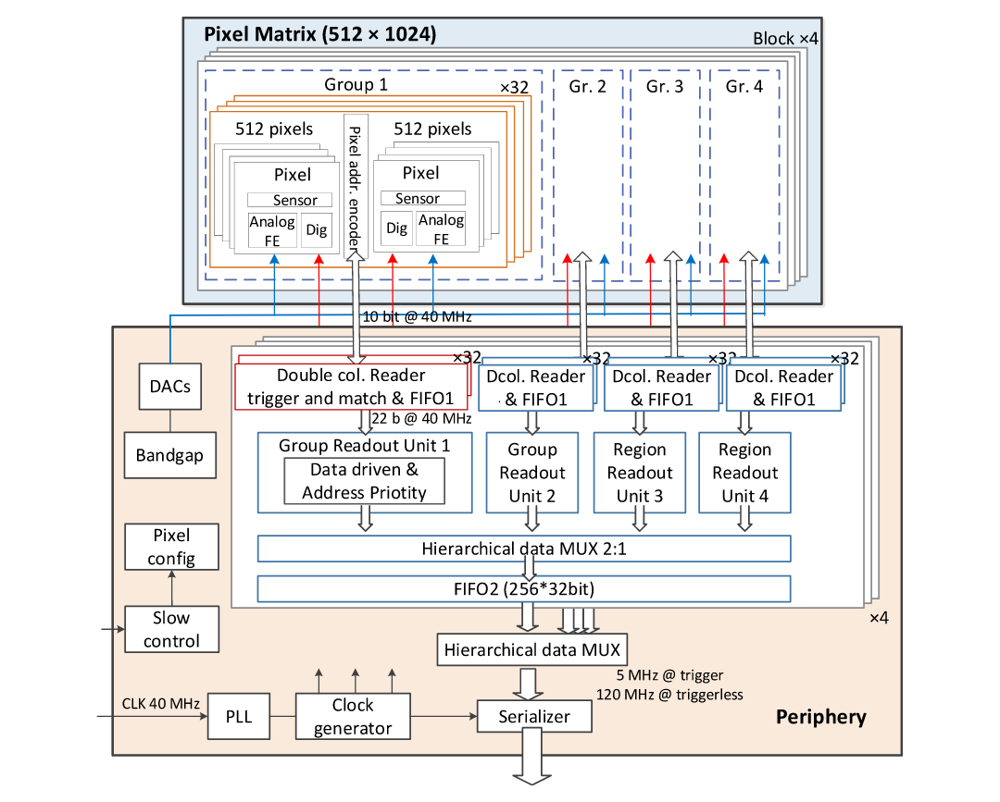 Pixel Matrix (512 × 1024)
Block ×4
Group 1
×32
Gr. 2
Gr. 3
Gr. 4
512 pixels
Pixel addr. encoder
512 pixels
Pixel
Sensor
Analog
FE
Dig
Pixel
Sensor
Dig
Analog
FE
10 bit @ 40 MHz
×32
×32
×32
×32
Double col. Reader
trigger and match & FIFO1
Dcol. Reader
& FIFO1
Dcol. Reader
& FIFO1
Dcol. Reader
& FIFO1
DACs
Bandgap
22 b @ 40 MHz
Group Readout Unit 1
Data driven &
Address Priotity
Group
Readout
Unit 2
Region
Readout
Unit 3
Region
Readout
Unit 4
Pixel
config
Hierarchical data MUX 2:1
FIFO2 (256*32bit)
Slow
control
×4
Hierarchical data MUX
5 MHz @ trigger
120 MHz @ triggerless
CLK 40 MHz
PLL
Clock
generator
Serializer
Periphery